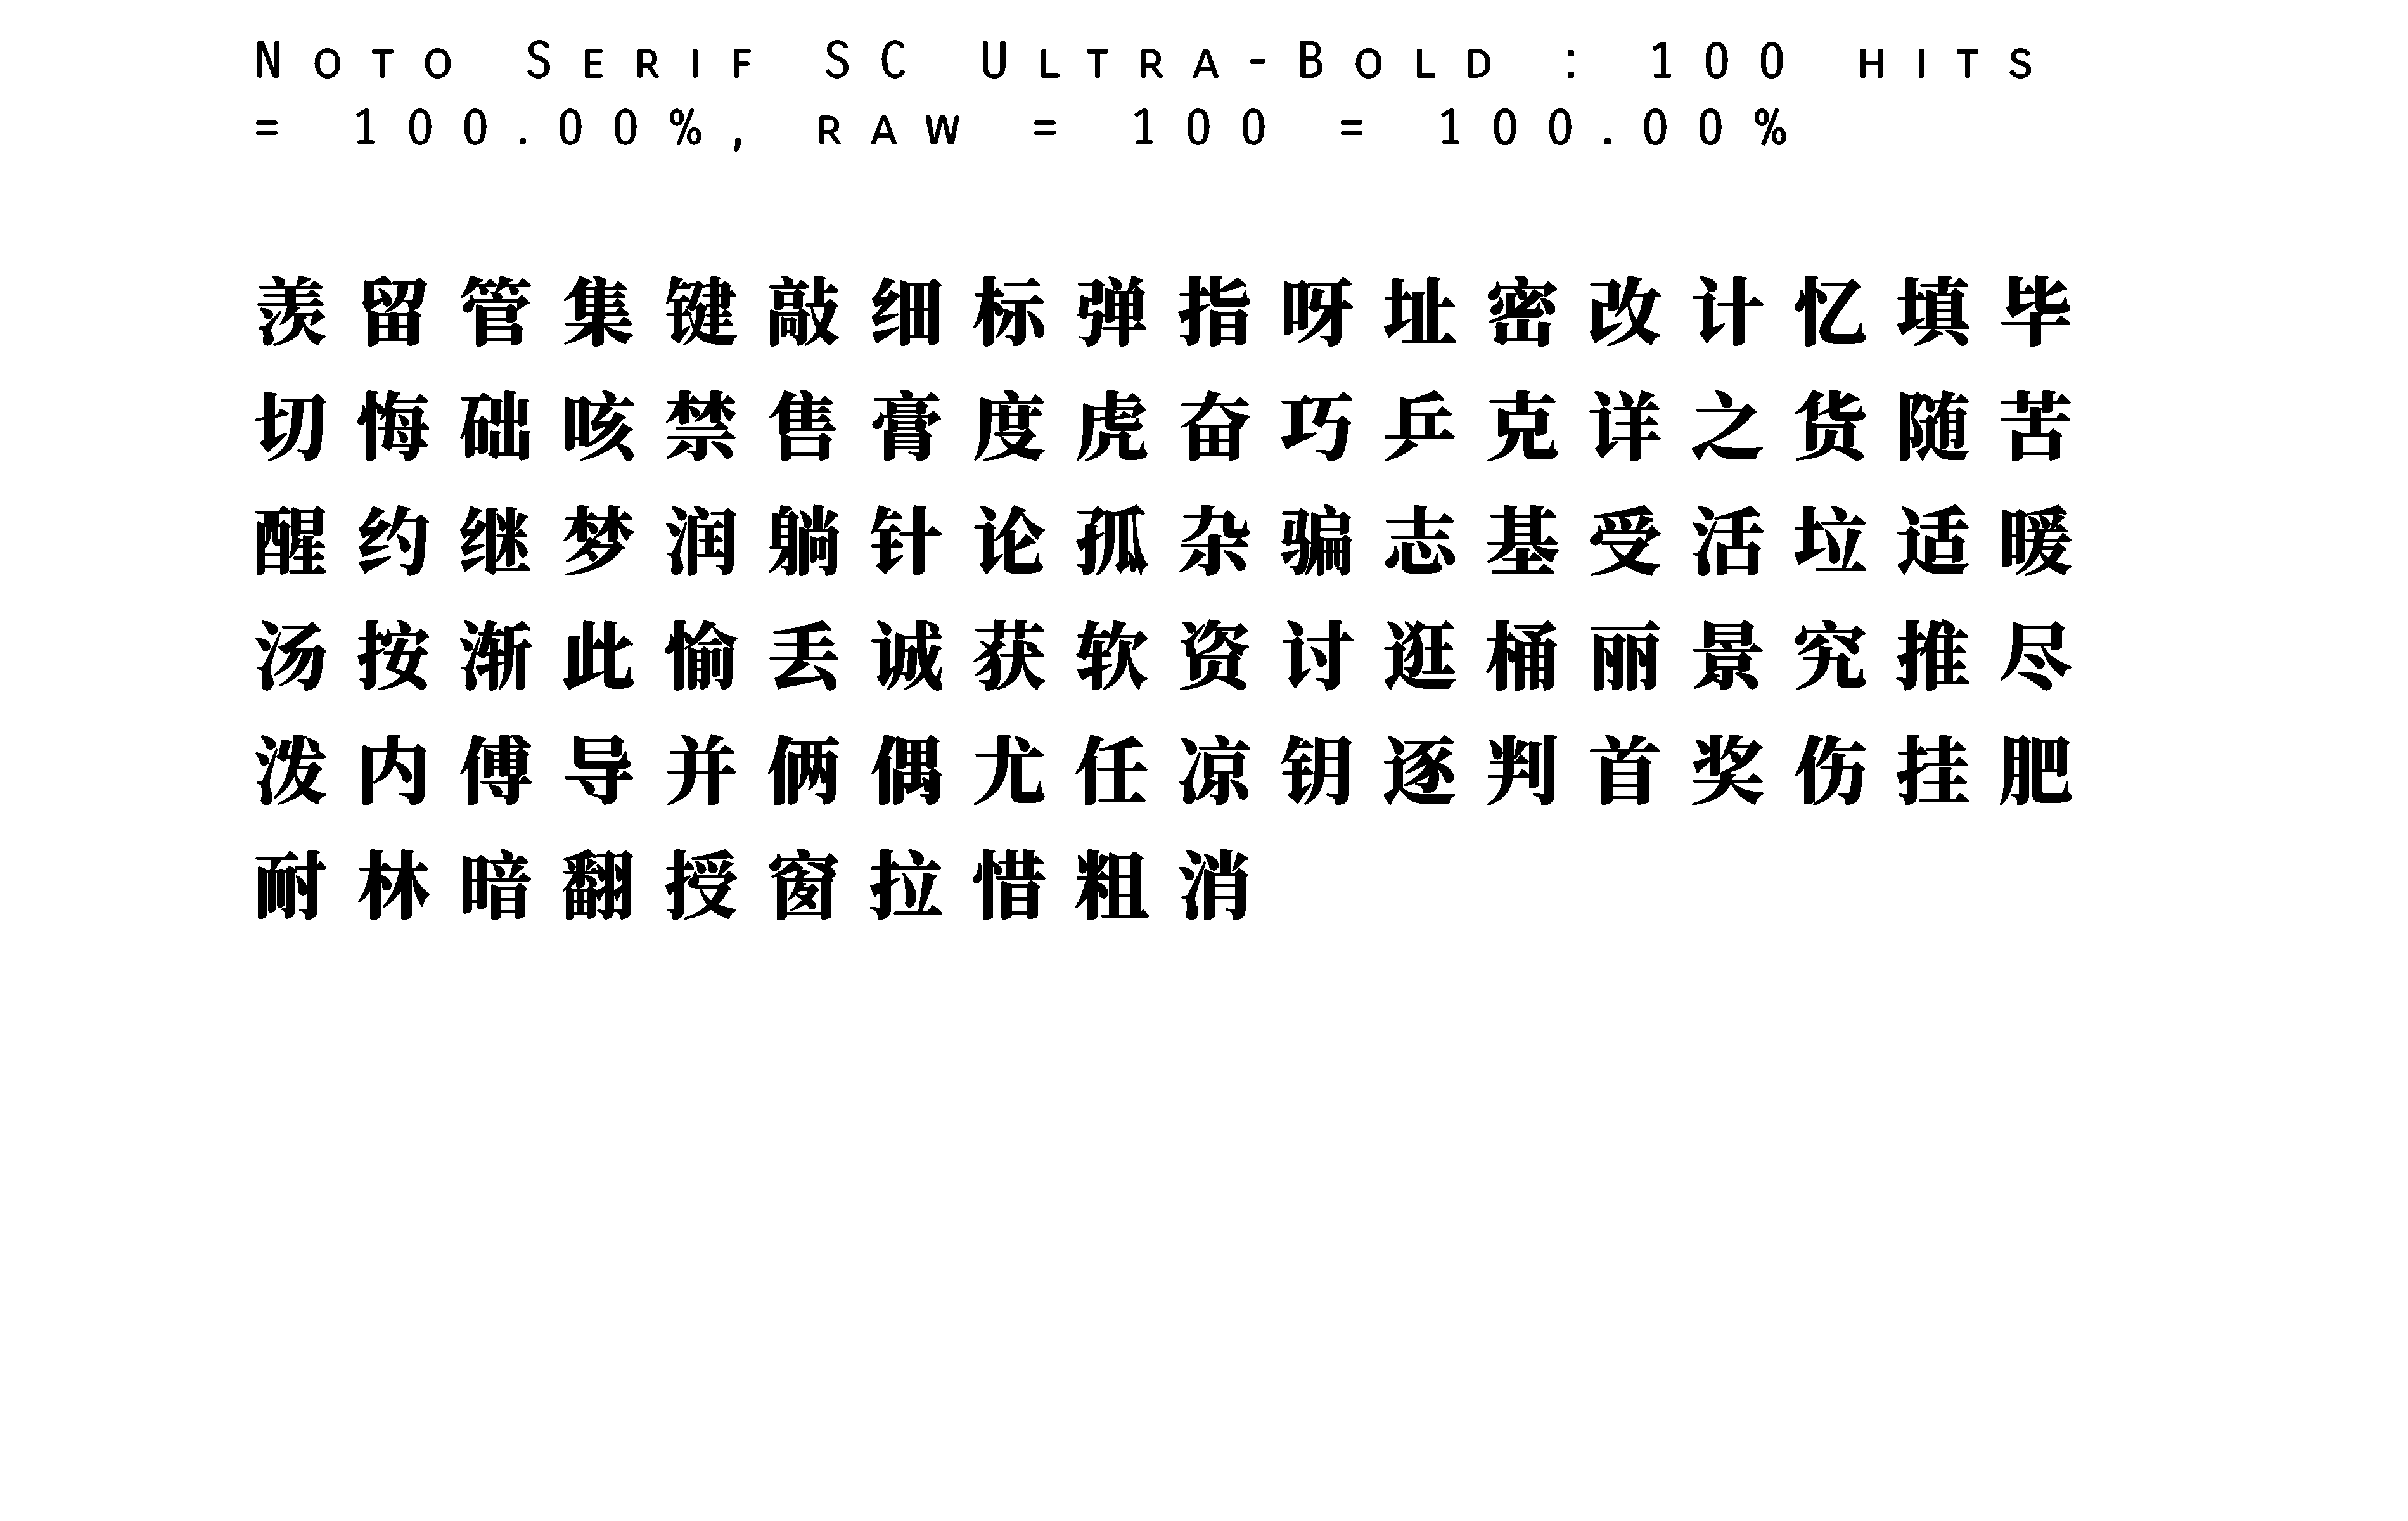 Noto Serif SC Ultra-Bold : 100 hits
= 100.00%, raw = 100 = 100.00%
羡留管集键敲细标弹指呀址密改计忆填毕
切悔础咳禁售膏度虎奋巧乒克详之货随苦
醒约继梦润躺针论孤杂骗志基受活垃适暖
汤按渐此愉丢诚获软资讨逛桶丽景究推尽
泼内傅导并俩偶尤任凉钥逐判首奖伤挂肥
耐林暗翻授窗拉惜粗消